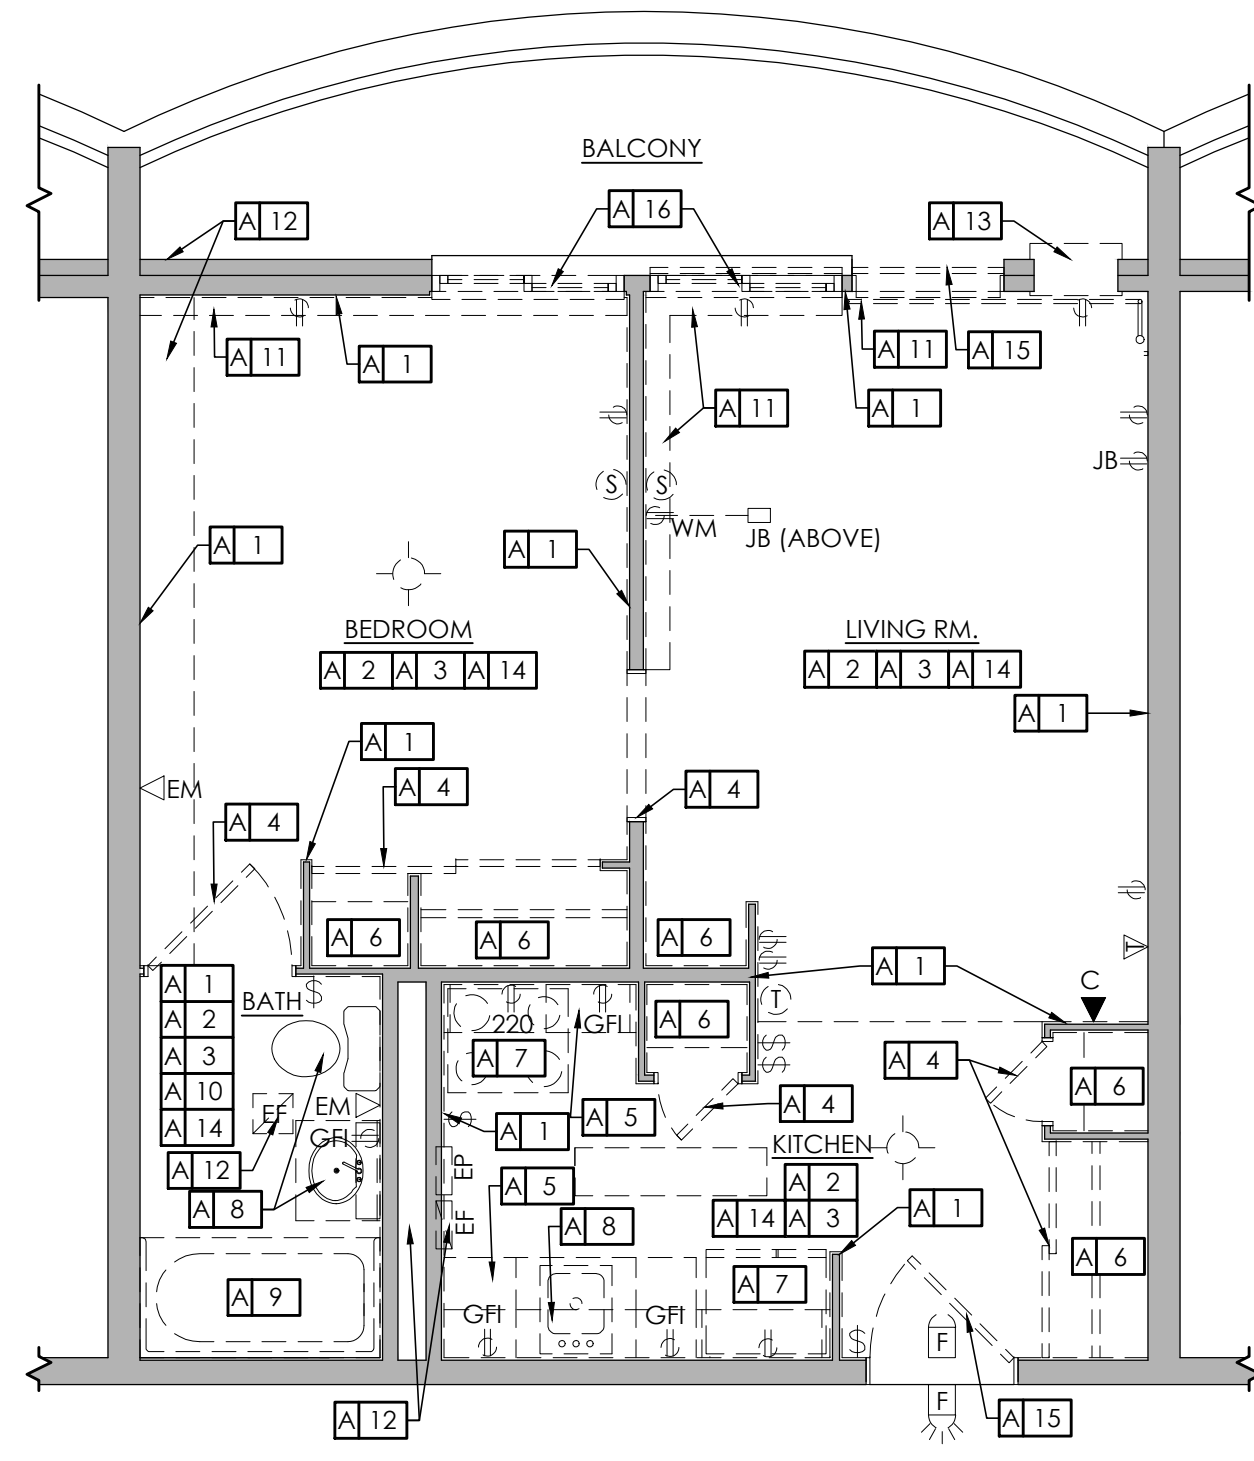 BALCONY
A 12
A 16
A 13
A 11
A 1
A 11
A 15
A 11
A 1
JB
S
S
WM
JB (ABOVE)
A 1
A 1
BEDROOM
A 2 A 3 A 14
LIVING RM.
A 2 A 3 A 14
A 1
A 1
A 4
A 4
EM
A 4
A 6
A 6
A 6
A 1
T
A 1
A 2
A 3
A 10
A 14
BATH
S
C
T
220
GFI
A 6
A 7
S
S
A 4
A 6
EF
EM
GFI
A 1
A 5
A 4
S
KITCHEN
A 12
A 8
EP
EF
A 5
A 2
A 14 A 3
A 8
A 1
A 6
A 9
A 7
GFI
GFI
S
F
F
A 12
A 15